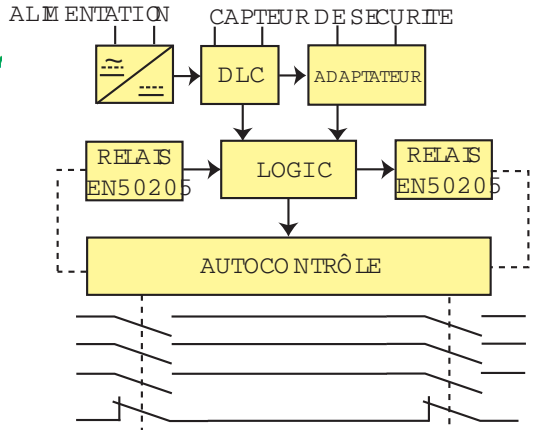 ALIMENTATION
CAPTEUR DE SECURITE
DLC
ADAPTATEUR
RELAIS
EN50205
LOGIC
RELAIS
EN50205
AUTOCONTRÔLE